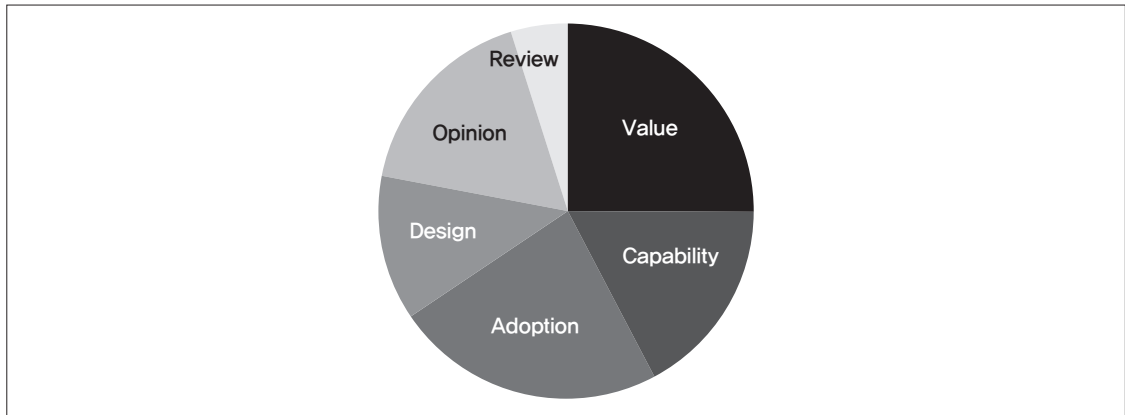 Review
Value
Opinion
Design
Capability
Adoption